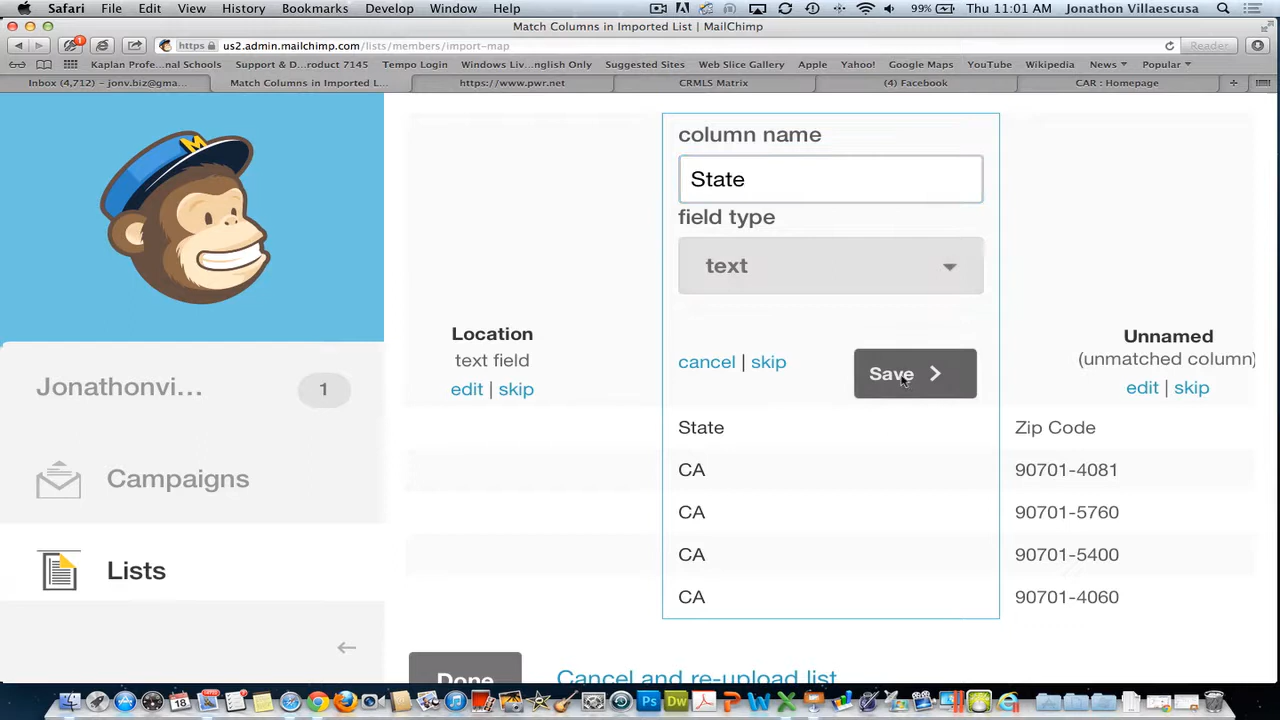 Safari File Edit View History Bookmarks Develop Window Help 99% Thu 11:01 AM Jonathon Villaescusa
Match Columns in Imported List | MailChimp
https us2.admin.mailchimp.com/lists/members/import-map Reader
Kaplan Professional Schools Support & D...roduct 7145 Tempo Login Windows Liv...nglish Only Suggested Sites Web Slice Gallery Apple Yahoo! Google Maps YouTube Wikipedia News Popular
Inbox (4,712) – jonv.biz@gma... Match Columns in Imported L... https://www.pwr.net CRMLS Matrix (4) Facebook CAR : Homepage
column name
State
field type
text
Location
text field
edit | skip
cancel | skip
Save
Unnamed
(unmatched column)
edit | skip
Jonathonvi... 1
Campaigns
Lists
State Zip Code
CA 90701-4081
CA 90701-5760
CA 90701-5400
CA 90701-4060
Done Cancel and re-upload list